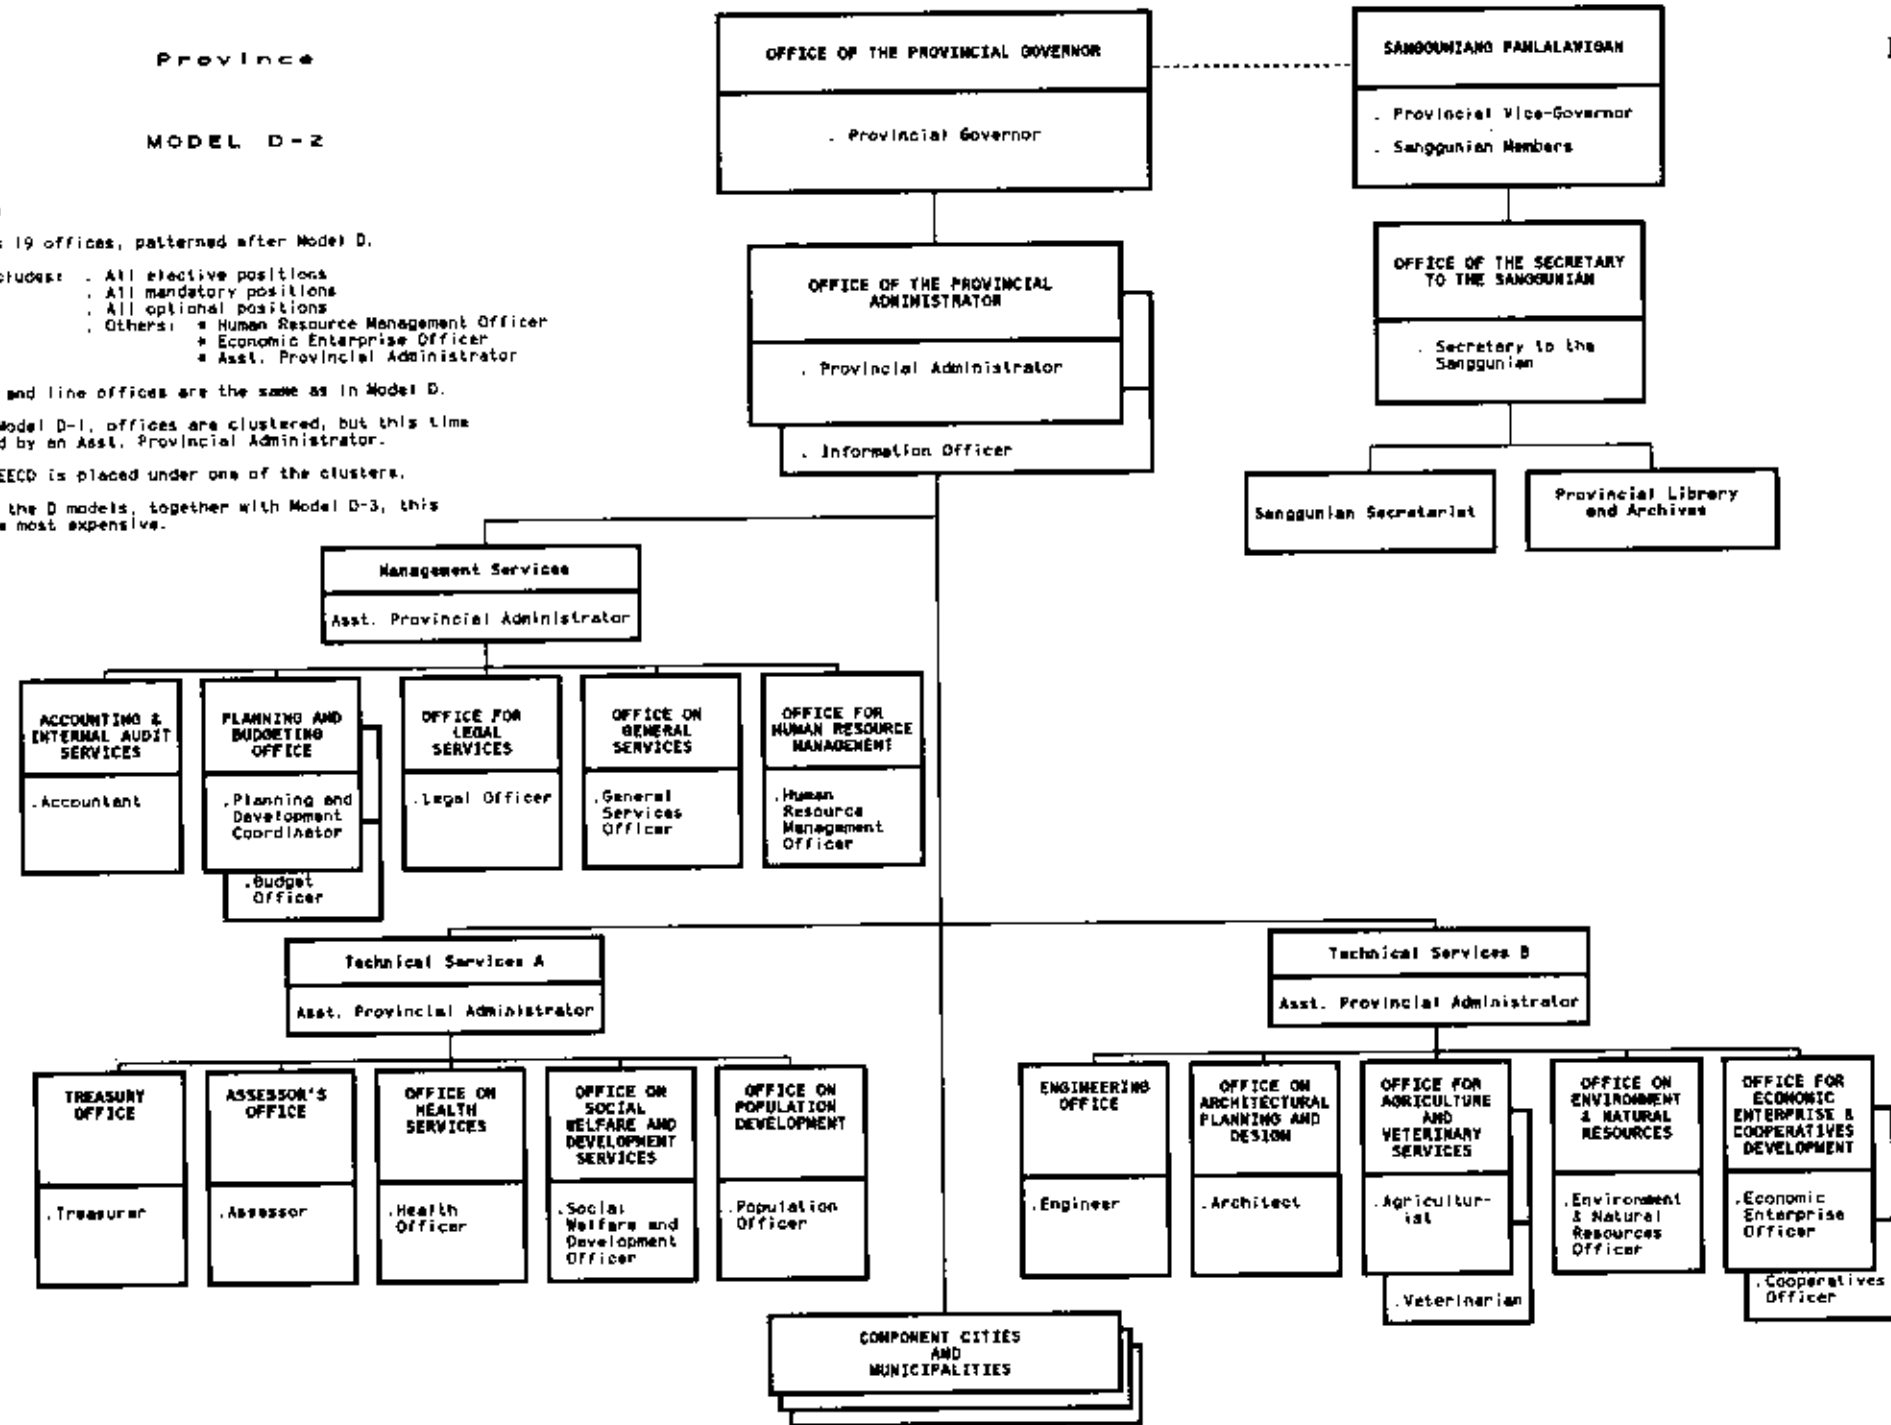 Province
MODEL D-2
19 offices, patterned after Model D.
. All elective positions
. All mandatory positions
. All optional positions
. Others: * Human Resource Management Officer
* Economic Enterprise Officer
* Asst. Provincial Administrator
and line offices are the same as in Model D.
Model D-1, offices are clustered, but this time
by an Asst. Provincial Administrator.
EECD is placed under one of the clusters.
the D models, together with Model D-3, this
most expensive.
OFFICE OF THE PROVINCIAL GOVERNOR
. Provincial Governor
SANGGUNIANG PANLALAWIGAN
. Provincial Vice-Governor
. Sanggunian Members
OFFICE OF THE PROVINCIAL
ADMINISTRATOR
. Provincial Administrator
. Information Officer
OFFICE OF THE SECRETARY
TO THE SANGGUNIAN
. Secretary to the
Sanggunian
Sanggunian Secretariat
Provincial Library
and Archives
Management Services
Asst. Provincial Administrator
ACCOUNTING &
INTERNAL AUDIT
SERVICES
.Accountant
PLANNING AND
BUDGETING
OFFICE
.Planning and
Development
Coordinator
.Budget
Officer
OFFICE FOR
LEGAL
SERVICES
.Legal Officer
OFFICE ON
GENERAL
SERVICES
.General
Services
Officer
OFFICE FOR
HUMAN RESOURCE
MANAGEMENT
.Human
Resource
Management
Officer
Technical Services A
Asst. Provincial Administrator
TREASURY
OFFICE
.Treasurer
ASSESSOR'S
OFFICE
.Assessor
OFFICE ON
HEALTH
SERVICES
.Health
Officer
OFFICE ON
SOCIAL
WELFARE AND
DEVELOPMENT
SERVICES
.Social
Welfare and
Development
Officer
OFFICE ON
POPULATION
DEVELOPMENT
.Population
Officer
Technical Services B
Asst. Provincial Administrator
ENGINEERING
OFFICE
.Engineer
OFFICE ON
ARCHITECTURAL
PLANNING AND
DESIGN
.Architect
OFFICE FOR
AGRICULTURE
AND
VETERINARY
SERVICES
.Agricultur-
ist
.Veterinarian
OFFICE ON
ENVIRONMENT
& NATURAL
RESOURCES
.Environment
& Natural
Resources
Officer
OFFICE FOR
ECONOMIC
ENTERPRISE &
COOPERATIVES
DEVELOPMENT
.Economic
Enterprise
Officer
.Cooperatives
Officer
COMPONENT CITIES
AND
MUNICIPALITIES